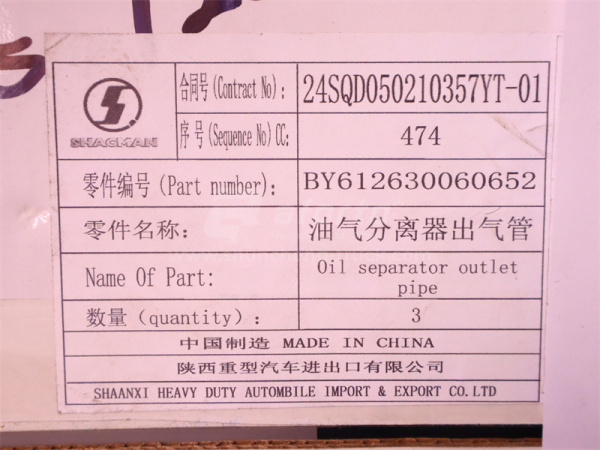 SHACMAN
合同号(Contract No): 24SQD050210357YT-01
序 号(Sequence No)CC: 474
零件编号 (Part number): BY612630060652
零件名称: 油气分离器出气管
Name Of Part: Oil separator outlet
pipe
数量 (quantity): 3
中国制造 MADE IN CHINA
陕西重型汽车进出口有限公司
SHAANXI HEAVY DUTY AUTOMBILE IMPORT & EXPORT CO.LTD